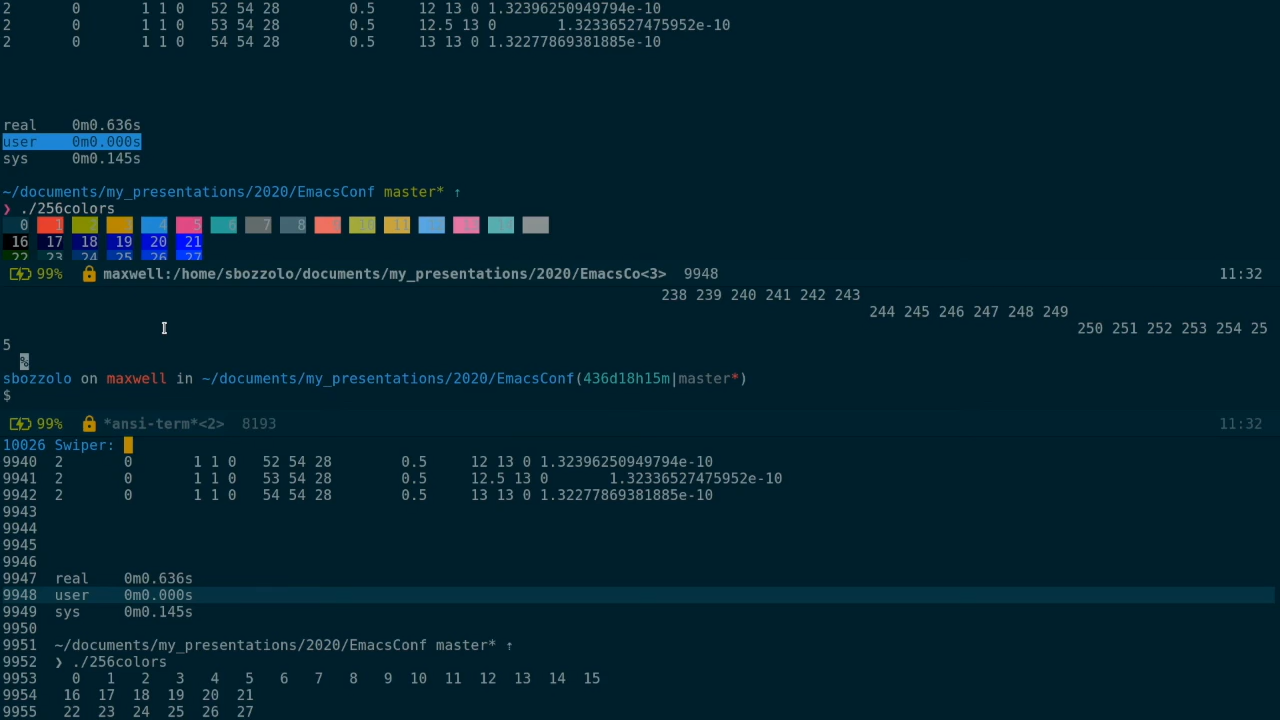 2 0 1 1 0 52 54 28 0.5 12 13 0 1.32396250949794e-10
2 0 1 1 0 53 54 28 0.5 12.5 13 0 1.32336527475952e-10
2 0 1 1 0 54 54 28 0.5 13 13 0 1.32277869381885e-10
real 0m0.636s
user 0m0.000s
sys 0m0.145s
~/documents/my_presentations/2020/EmacsConf master* ↑
❯ ./256colors
0 1 2 3 4 5 6 7 8 9 10 11 12 13 14
16 17 18 19 20 21
22 23 24 25 26 27
99% maxwell:/home/sbozzolo/documents/my_presentations/2020/EmacsCo<3> 9948 11:32
238 239 240 241 242 243
244 245 246 247 248 249
250 251 252 253 254 25
5
%
sbozzolo on maxwell in ~/documents/my_presentations/2020/EmacsConf(436d18h15m|master*)
$
99% *ansi-term*<2> 8193 11:32
10026 Swiper:
9940 2 0 1 1 0 52 54 28 0.5 12 13 0 1.32396250949794e-10
9941 2 0 1 1 0 53 54 28 0.5 12.5 13 0 1.32336527475952e-10
9942 2 0 1 1 0 54 54 28 0.5 13 13 0 1.32277869381885e-10
9943
9944
9945
9946
9947 real 0m0.636s
9948 user 0m0.000s
9949 sys 0m0.145s
9950
9951 ~/documents/my_presentations/2020/EmacsConf master* ↑
9952 ❯ ./256colors
9953 0 1 2 3 4 5 6 7 8 9 10 11 12 13 14 15
9954 16 17 18 19 20 21
9955 22 23 24 25 26 27